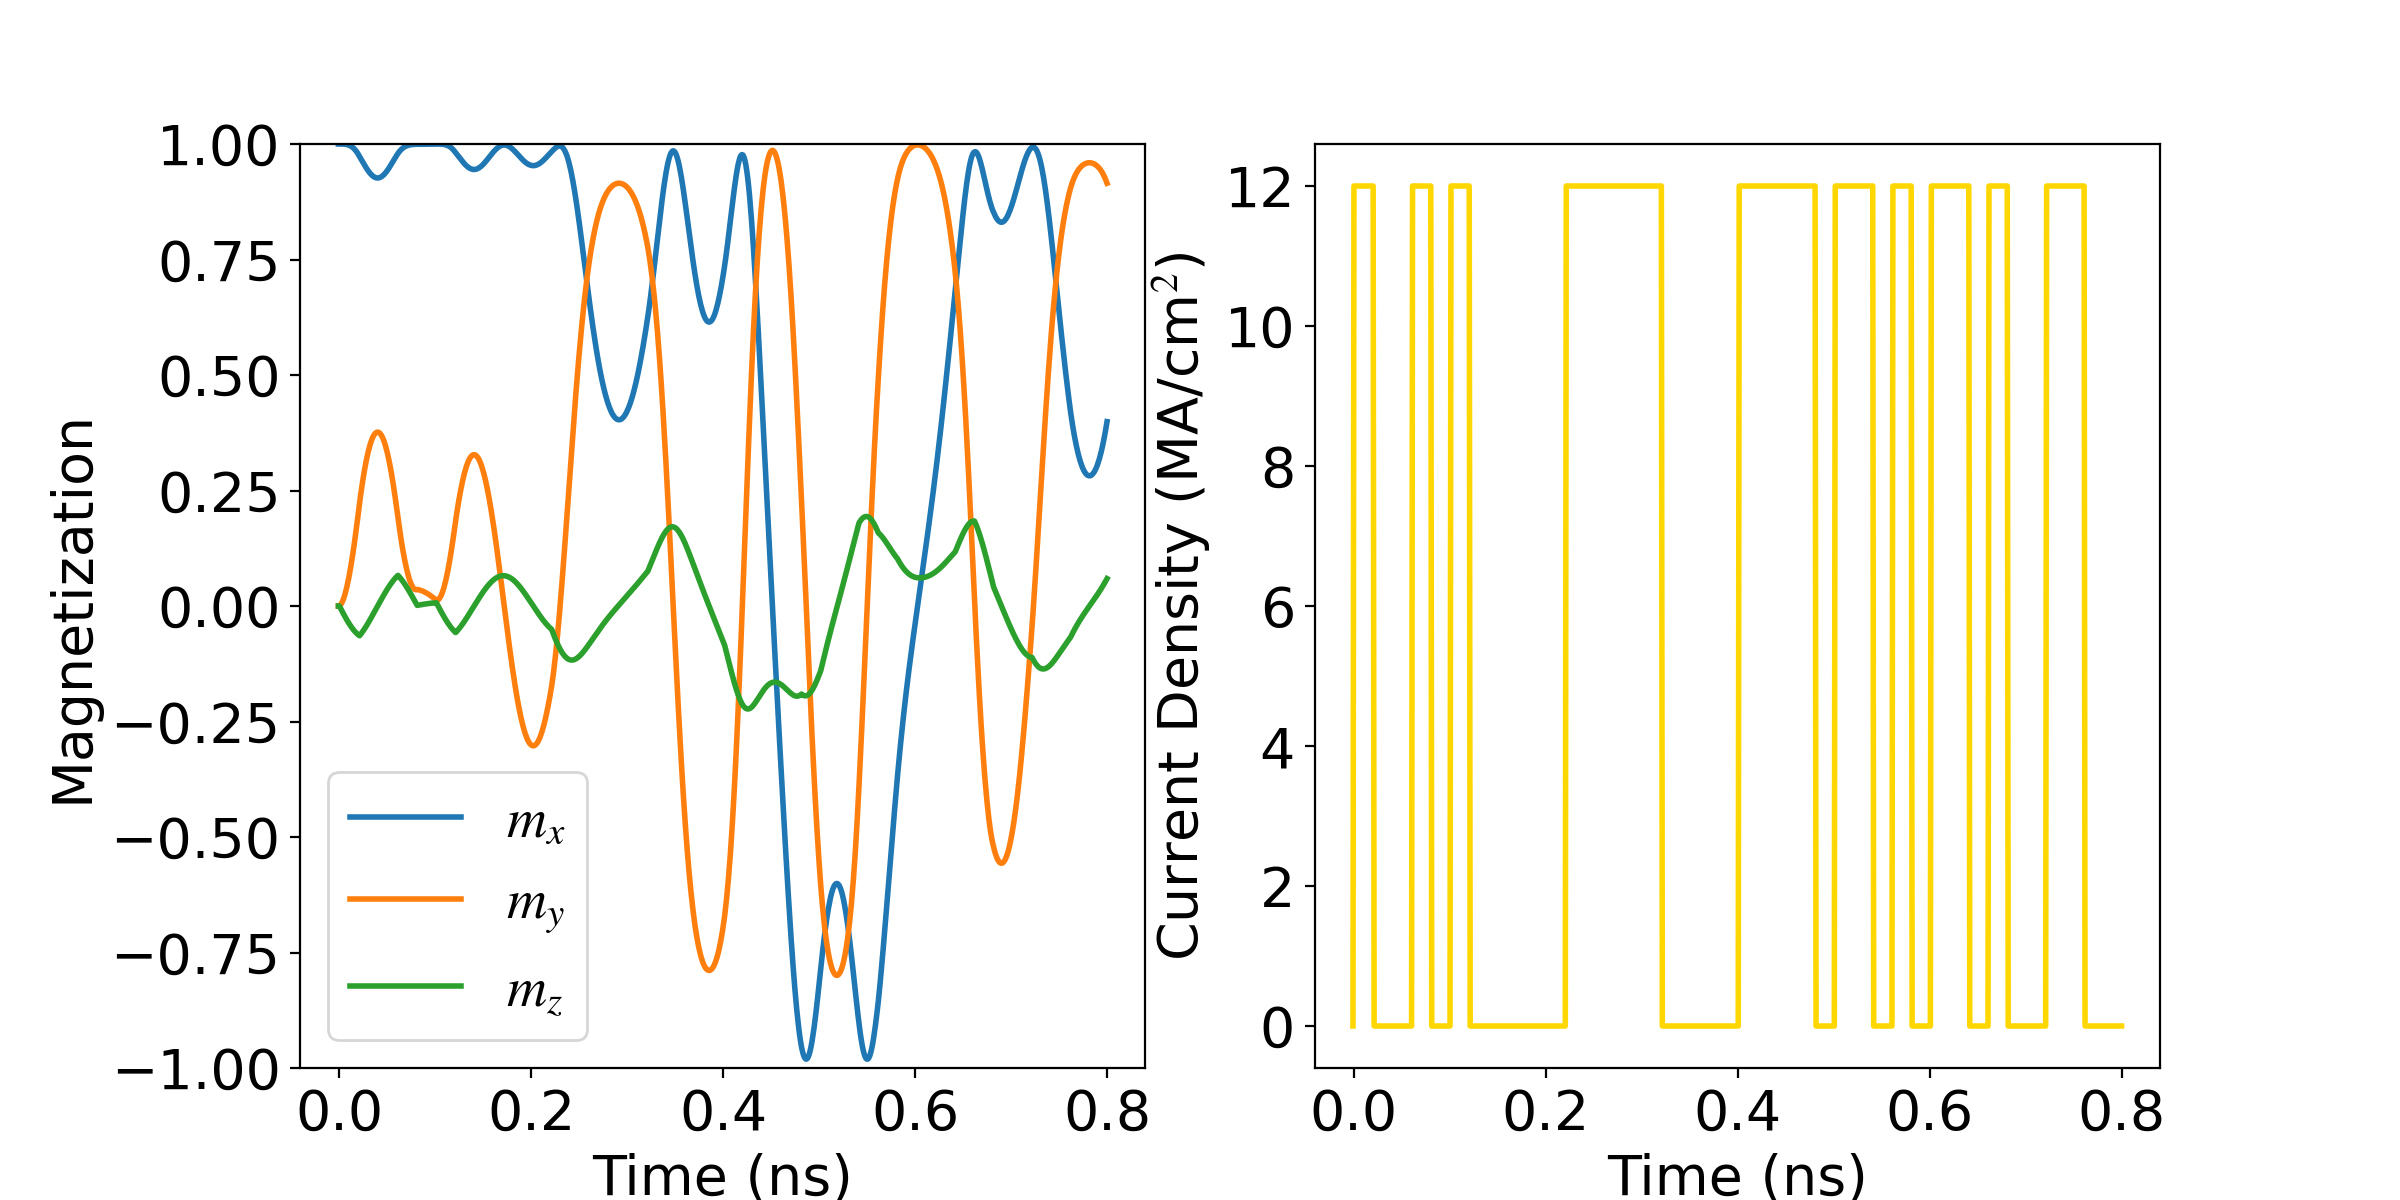 Magnetization
1.00
0.75
0.50
0.25
0.00
−0.25
−0.50
−0.75
−1.00
m_x
m_y
m_z
0.0 0.2 0.4 0.6 0.8
Time (ns)
Current Density (MA/cm²)
12
10
8
6
4
2
0
0.0 0.2 0.4 0.6 0.8
Time (ns)